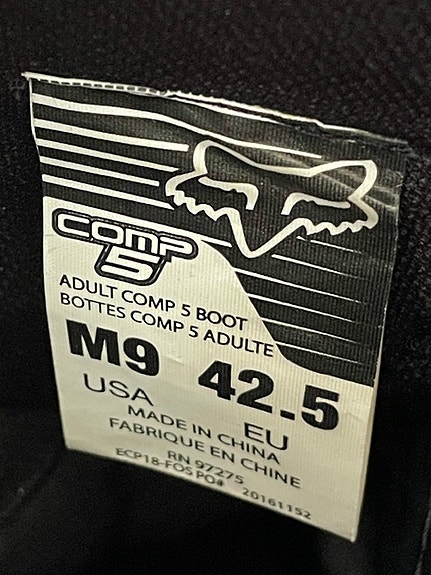 COMP
5
ADULT COMP 5 BOOT
BOTTES COMP 5 ADULTE
M9 42.5
USA EU
MADE IN CHINA
FABRIQUE EN CHINE
RN 97275
ECP18-FOS PO# 20161152